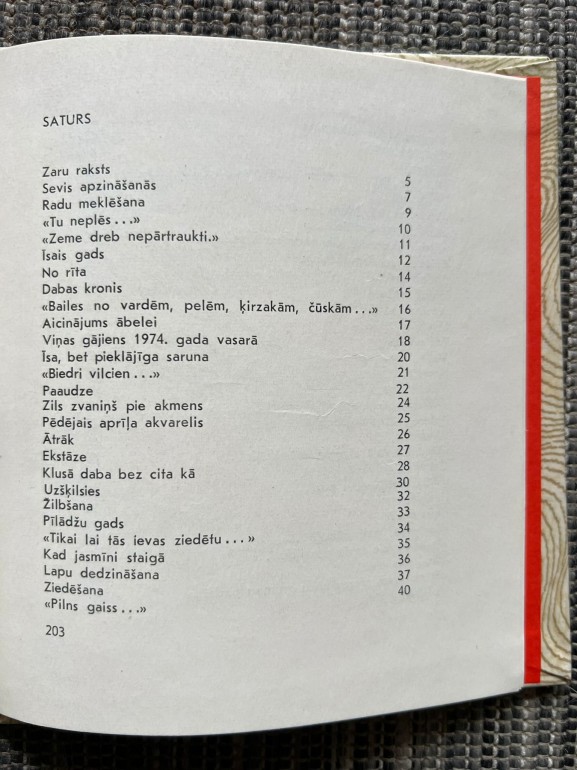 SATURS
Zaru raksts 5
Sevis apzināšanās 7
Radu meklēšana 9
«Tu neplēs...» 10
«Zeme dreb nepārtraukti.» 11
Īsais gads 12
No rīta 14
Dabas kronis 15
«Bailes no vardēm, pelēm, ķirzakām, čūskām...» 16
Aicinājums ābelei 17
Viņas gājiens 1974. gada vasarā 18
Īsa, bet pieklājīga saruna 20
«Biedri vilcien...» 21
Paaudze 22
Zils zvaniņš pie akmens 24
Pēdējais aprīļa akvarelis 25
Ātrāk 26
Ekstāze 27
Klusā daba bez cita kā 28
Uzšķilsies 30
Žilbšana 32
Pīlādžu gads 33
«Tikai lai tās ievas ziedētu...» 34
Kad jasmīni staigā 35
Lapu dedzināšana 36
Ziedēšana 37
«Pilns gaiss...» 40
203